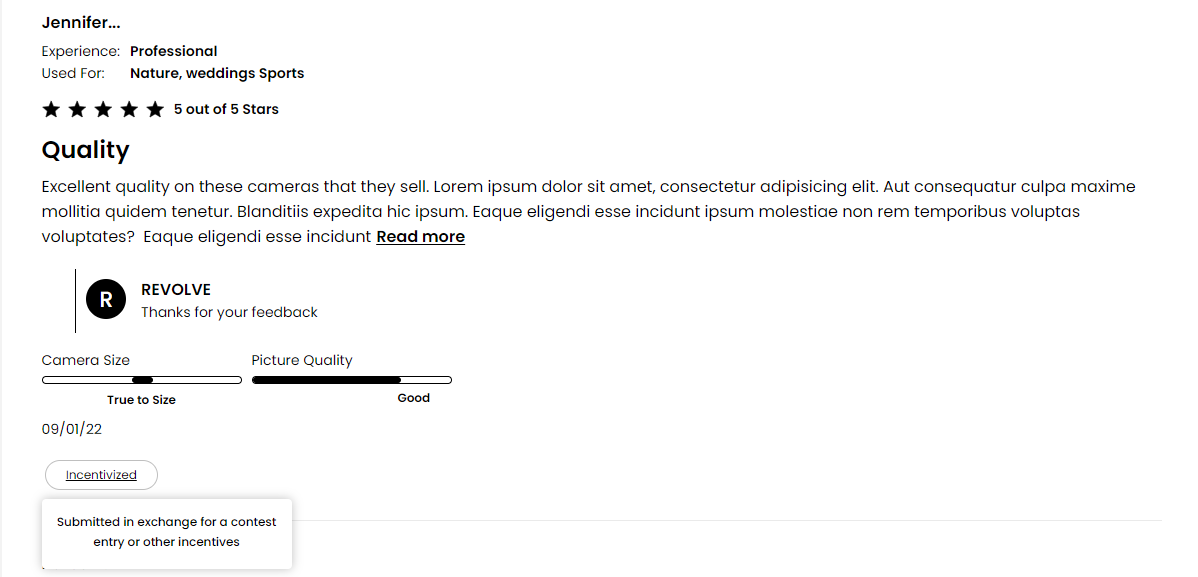 Jennifer...
Experience: Professional
Used For: Nature, weddings Sports
5 out of 5 Stars
Quality
Excellent quality on these cameras that they sell. Lorem ipsum dolor sit amet, consectetur adipisicing elit. Aut consequatur culpa maxime
mollitia quidem tenetur. Blanditiis expedita hic ipsum. Eaque eligendi esse incidunt ipsum molestiae non rem temporibus voluptas
voluptates? Eaque eligendi esse incidunt Read more
R
REVOLVE
Thanks for your feedback
Camera Size Picture Quality
True to Size Good
09/01/22
Incentivized
Submitted in exchange for a contest
entry or other incentives